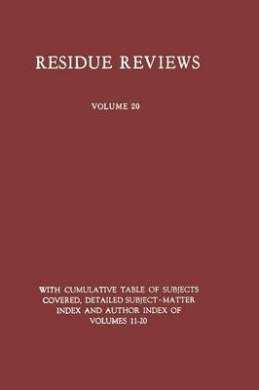 RESIDUE REVIEWS
VOLUME 20
WITH CUMULATIVE TABLE OF SUBJECTS
COVERED, DETAILED SUBJECT-MATTER
INDEX AND AUTHOR INDEX OF
VOLUMES 11-20